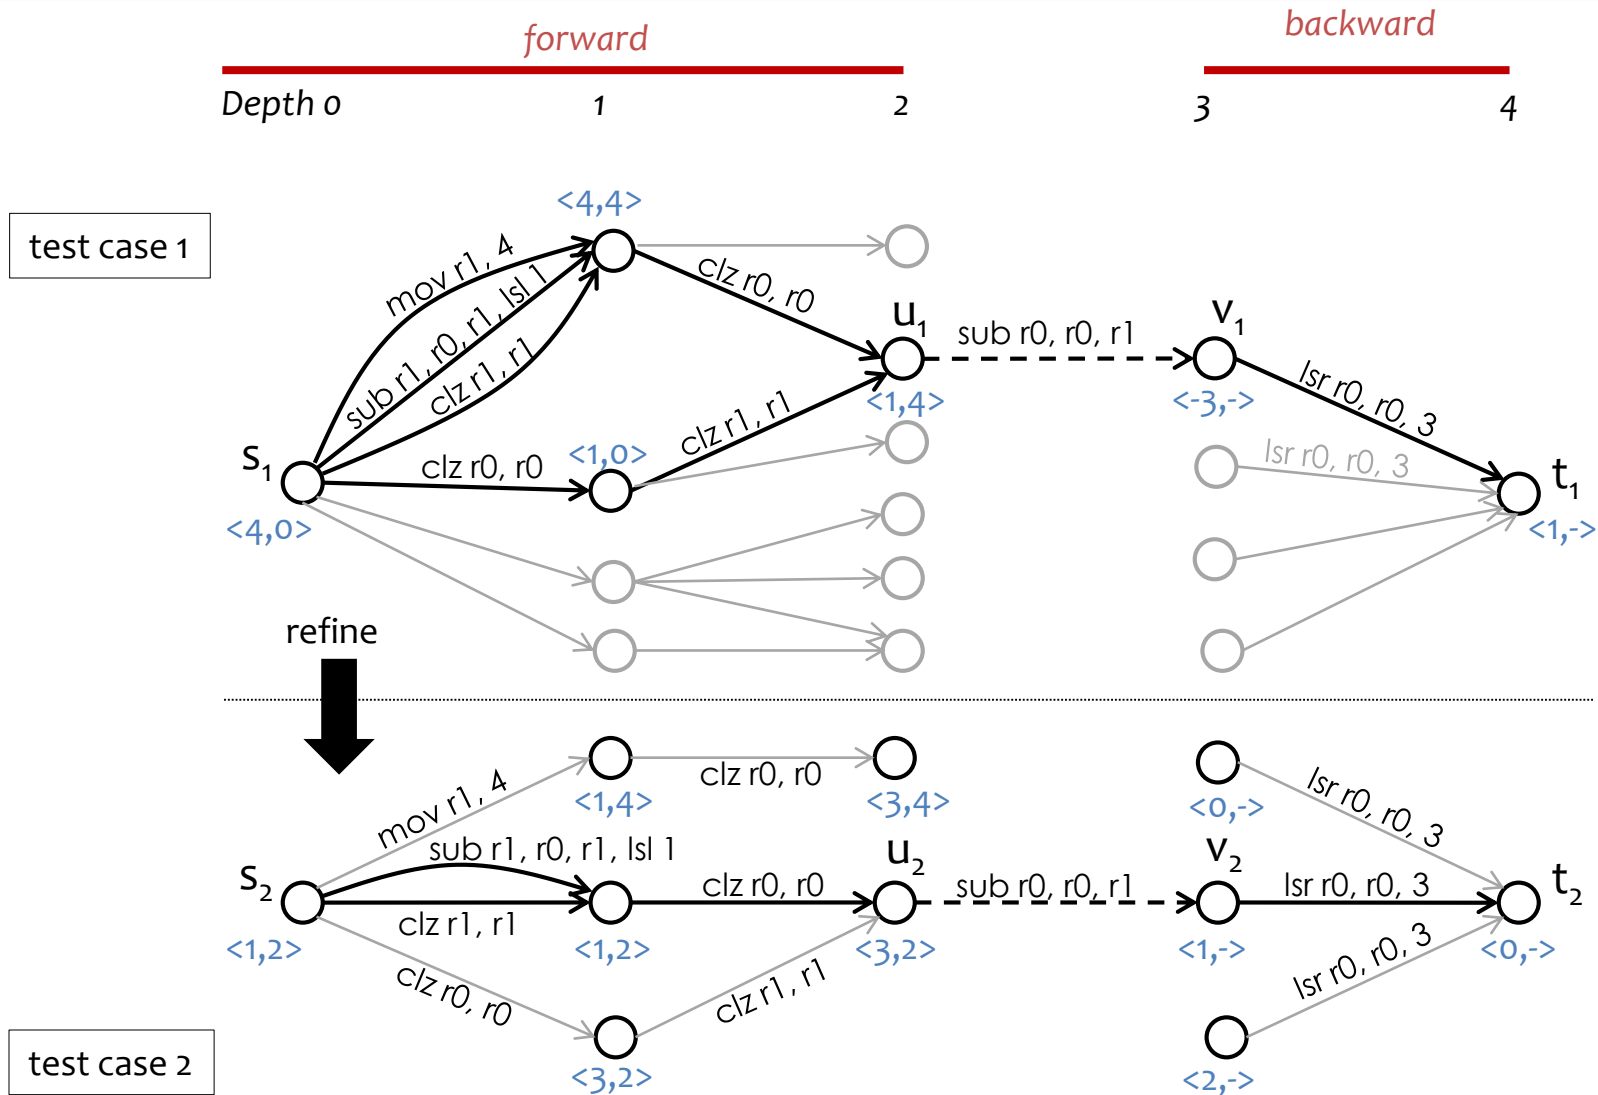 forward
backward
Depth 0
1
2
3
4
test case 1
<4,4>
mov r1, 4
sub r1, r0, r1, lsl 1
clz r1, r1
clz r0, r0
u1
sub r0, r0, r1
v1
<1,4>
<-3,->
lsr r0, r0, 3
s1
clz r0, r0
<1,0>
clz r1, r1
lsr r0, r0, 3
t1
<4,0>
<1,->
refine
mov r1, 4
<1,4>
clz r0, r0
<3,4>
<0,->
lsr r0, r0, 3
s2
sub r1, r0, r1, lsl 1
clz r0, r0
u2
sub r0, r0, r1
v2
lsr r0, r0, 3
t2
clz r1, r1
<1,2>
<1,2>
<3,2>
<1,->
<0,->
clz r0, r0
clz r1, r1
lsr r0, r0, 3
test case 2
<3,2>
<2,->